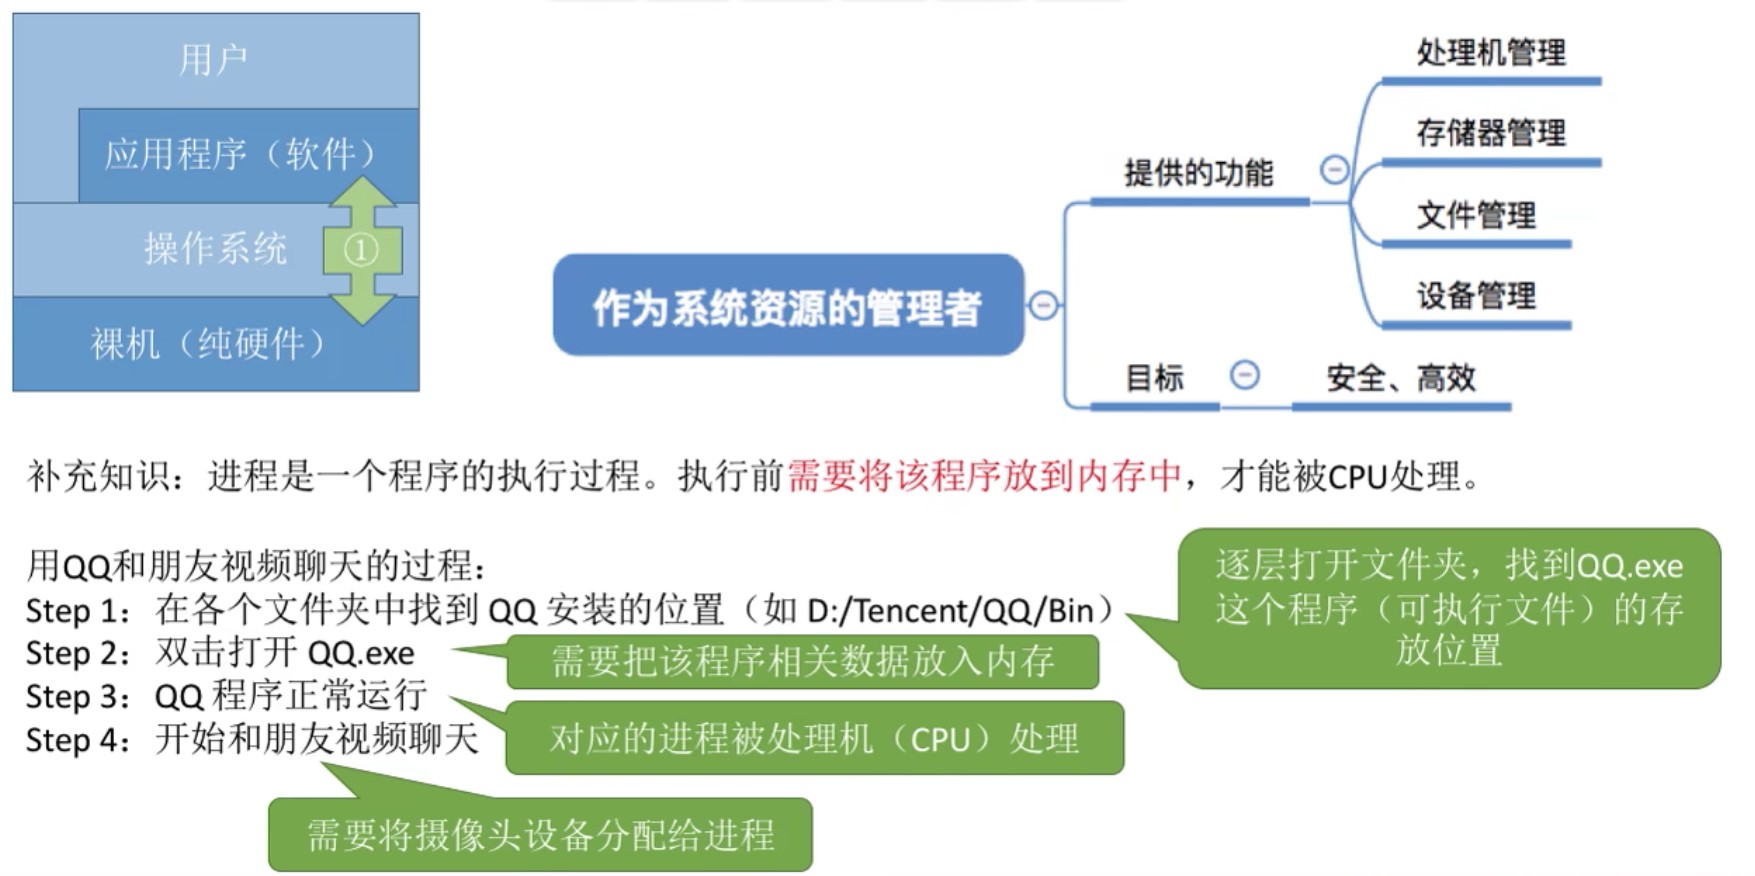 用户
应用程序（软件）
操作系统
①
裸机（纯硬件）
作为系统资源的管理者
提供的功能
处理机管理
存储器管理
文件管理
设备管理
目标
安全、高效
补充知识：进程是一个程序的执行过程。执行前需要将该程序放到内存中，才能被CPU处理。
用QQ和朋友视频聊天的过程：
Step 1：在各个文件夹中找到 QQ 安装的位置（如 D:/Tencent/QQ/Bin）
逐层打开文件夹，找到QQ.exe
这个程序（可执行文件）的存
放位置
Step 2：双击打开 QQ.exe
需要把该程序相关数据放入内存
Step 3：QQ 程序正常运行
对应的进程被处理机（CPU）处理
Step 4：开始和朋友视频聊天
需要将摄像头设备分配给进程